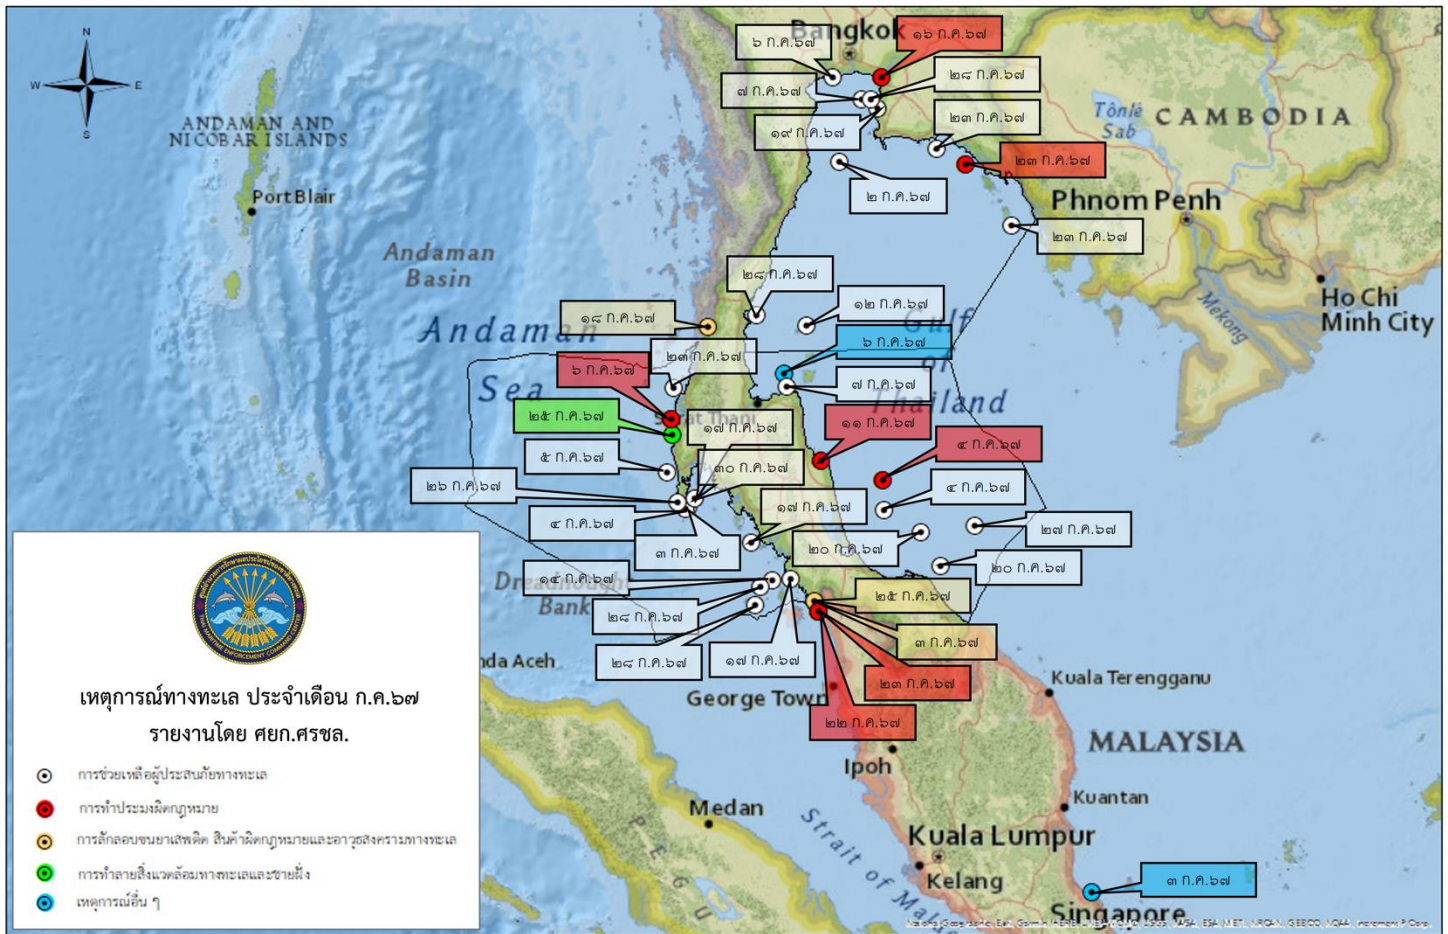 N
W
E
S
Bangkok
๖ ก.ค.๖๗
๑๖ ก.ค.๖๗
๗ ก.ค.๖๗
๒๘ ก.ค.๖๗
๑๙ ก.ค.๖๗
๒๓ ก.ค.๖๗
๒๓ ก.ค.๖๗
๒ ก.ค.๖๗
๒๓ ก.ค.๖๗
Tônlé
Sab
CAMBODIA
Phnom Penh
Mekong
Ho Chi
Minh City
ANDAMAN AND
NICOBAR ISLANDS
Port Blair
Andaman
Basin
Andaman
Sea
Gulf
of
Thailand
๒๘ ก.ค.๖๗
๑๒ ก.ค.๖๗
๑๘ ก.ค.๖๗
๖ ก.ค.๖๗
๒๓ ก.ค.๖๗
๖ ก.ค.๖๗
๗ ก.ค.๖๗
Surat Thani
๒๕ ก.ค.๖๗
๑๗ ก.ค.๖๗
๑๑ ก.ค.๖๗
๔ ก.ค.๖๗
๕ ก.ค.๖๗
๓๐ ก.ค.๖๗
๒๖ ก.ค.๖๗
๔ ก.ค.๖๗
๔ ก.ค.๖๗
๑๗ ก.ค.๖๗
๒๗ ก.ค.๖๗
๓ ก.ค.๖๗
๒๐ ก.ค.๖๗
๒๐ ก.ค.๖๗
Dreadnought
Bank
๑๔ ก.ค.๖๗
๒๕ ก.ค.๖๗
๒๘ ก.ค.๖๗
๓ ก.ค.๖๗
๒๘ ก.ค.๖๗
๑๗ ก.ค.๖๗
๒๓ ก.ค.๖๗
๒๒ ก.ค.๖๗
nda Aceh
George Town
Kuala Terengganu
MALAYSIA
Ipoh
Medan
Kuantan
Kuala Lumpur
Kelang
Strait of Mala
PEGU
๓ ก.ค.๖๗
Singapore
THAI MARITIME ENFORCEMENT COMMAND CENTER
เหตุการณ์ทางทะเล ประจำเดือน ก.ค.๖๗
รายงานโดย ศยก.ศรชล.
การช่วยเหลือผู้ประสบภัยทางทะเล
การทำประมงผิดกฎหมาย
การลักลอบขนยาเสพติด สินค้าผิดกฎหมายและอาวุธสงครามทางทะเล
การทำลายสิ่งแวดล้อมทางทะเลและชายฝั่ง
เหตุการณ์อื่น ๆ